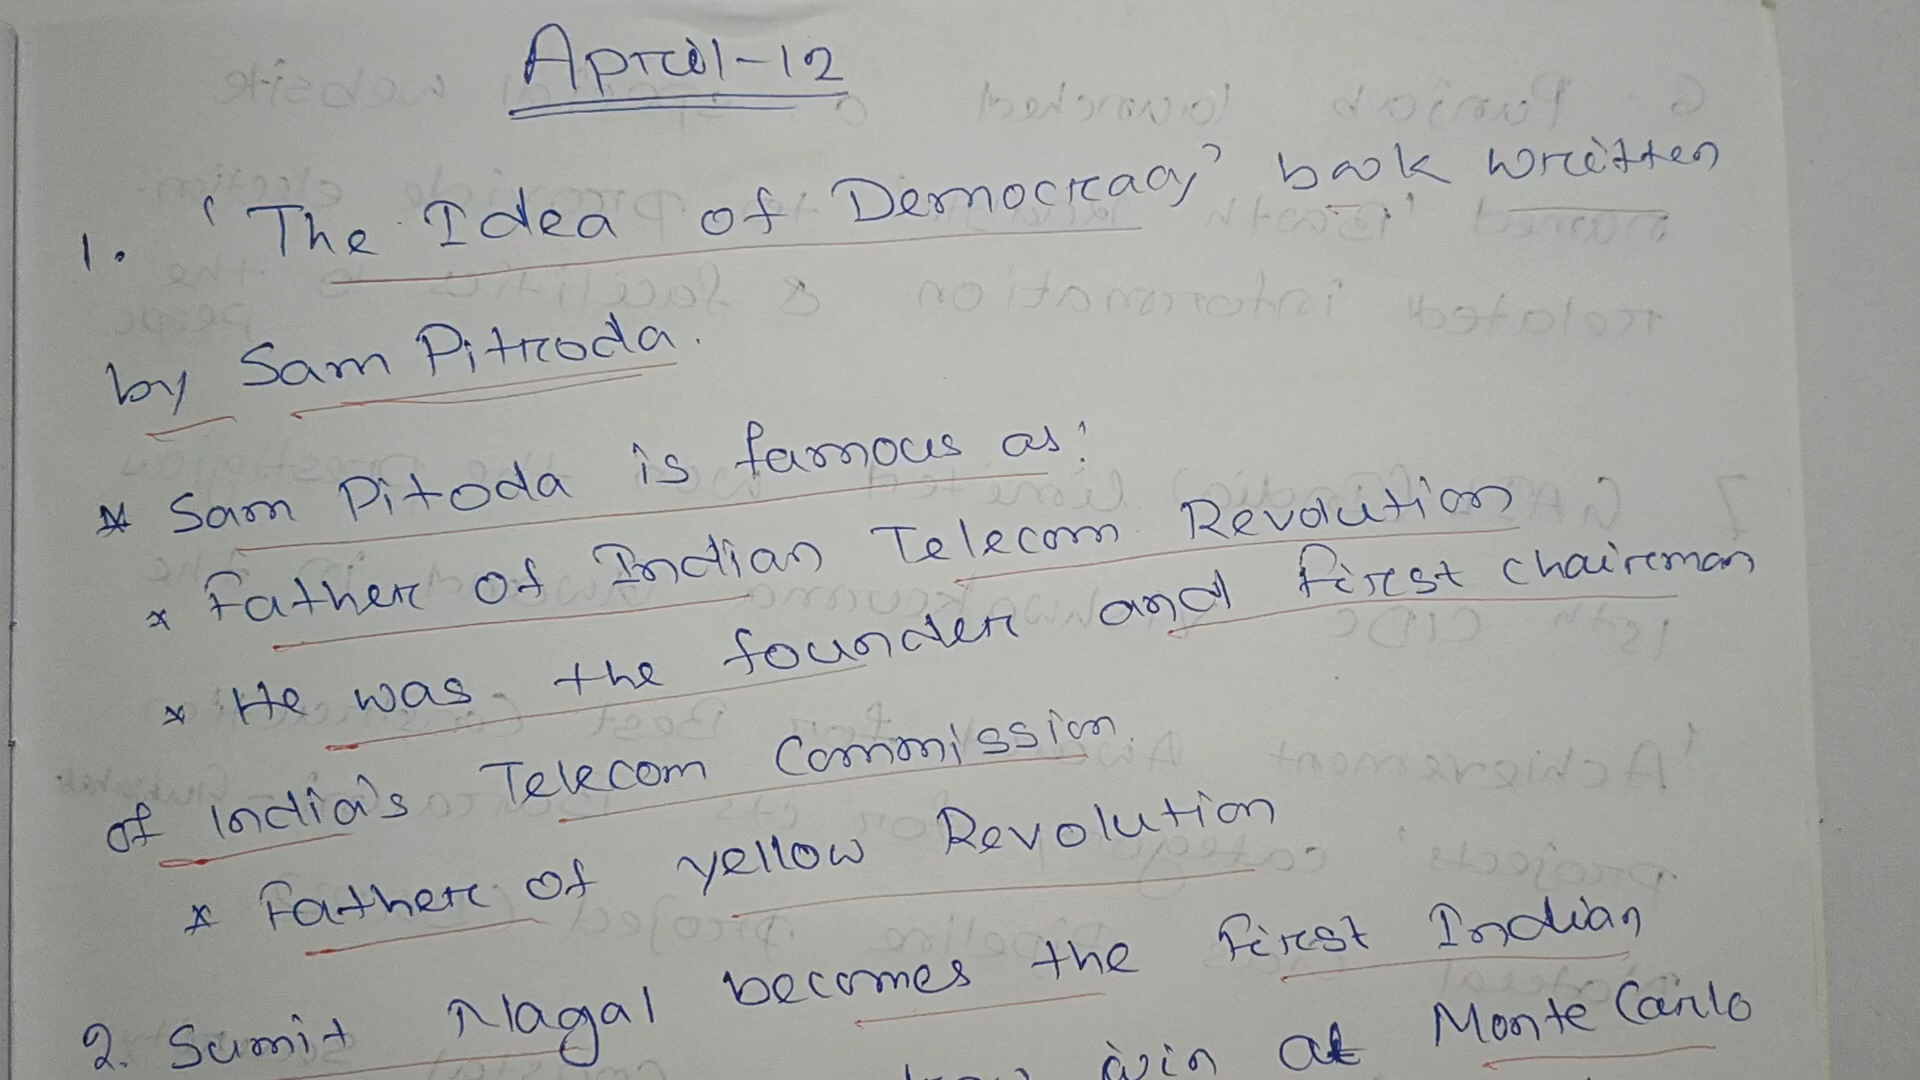 April-12
1. 'The Idea of Democracy' book written
by Sam Pitroda.
* Sam Pitoda is famous as:
* Father of Indian Telecom Revolution
* He was the founder and first chairman
of India's Telecom Commission.
* Father of yellow Revolution
2. Sumit Nagal becomes the first Indian
win at Monte Carlo